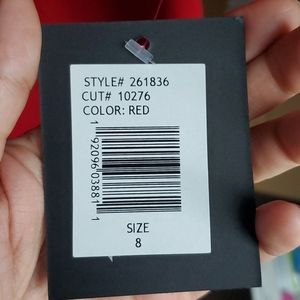 STYLE# 261836
CUT# 10276
COLOR: RED
1 92096 03881 1
SIZE
8